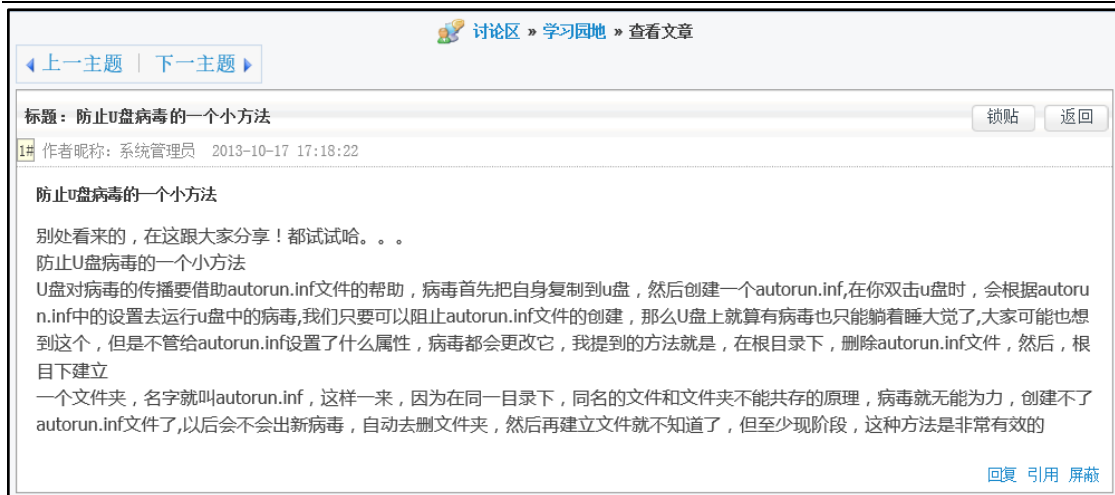 讨论区 » 学习园地 » 查看文章
上一主题 | 下一主题
标题：防止U盘病毒的一个小方法 锁贴 返回
1# 作者昵称：系统管理员 2013-10-17 17:18:22
防止U盘病毒的一个小方法
别处看来的，在这跟大家分享！都试试哈。。。
防止U盘病毒的一个小方法
U盘对病毒的传播要借助autorun.inf文件的帮助，病毒首先把自身复制到u盘，然后创建一个autorun.inf,在你双击u盘时，会根据autoru
n.inf中的设置去运行u盘中的病毒,我们只要可以阻止autorun.inf文件的创建，那么U盘上就算有病毒也只能躺着睡大觉了,大家可能也想
到这个，但是不管给autorun.inf设置了什么属性，病毒都会更改它，我提到的方法就是，在根目录下，删除autorun.inf文件，然后，根
目下建立
一个文件夹，名字就叫autorun.inf，这样一来，因为在同一目录下，同名的文件和文件夹不能共存的原理，病毒就无能为力，创建不了
autorun.inf文件了,以后会不会出新病毒，自动去删文件夹，然后再建立文件就不知道了，但至少现阶段，这种方法是非常有效的
回复 引用 屏蔽